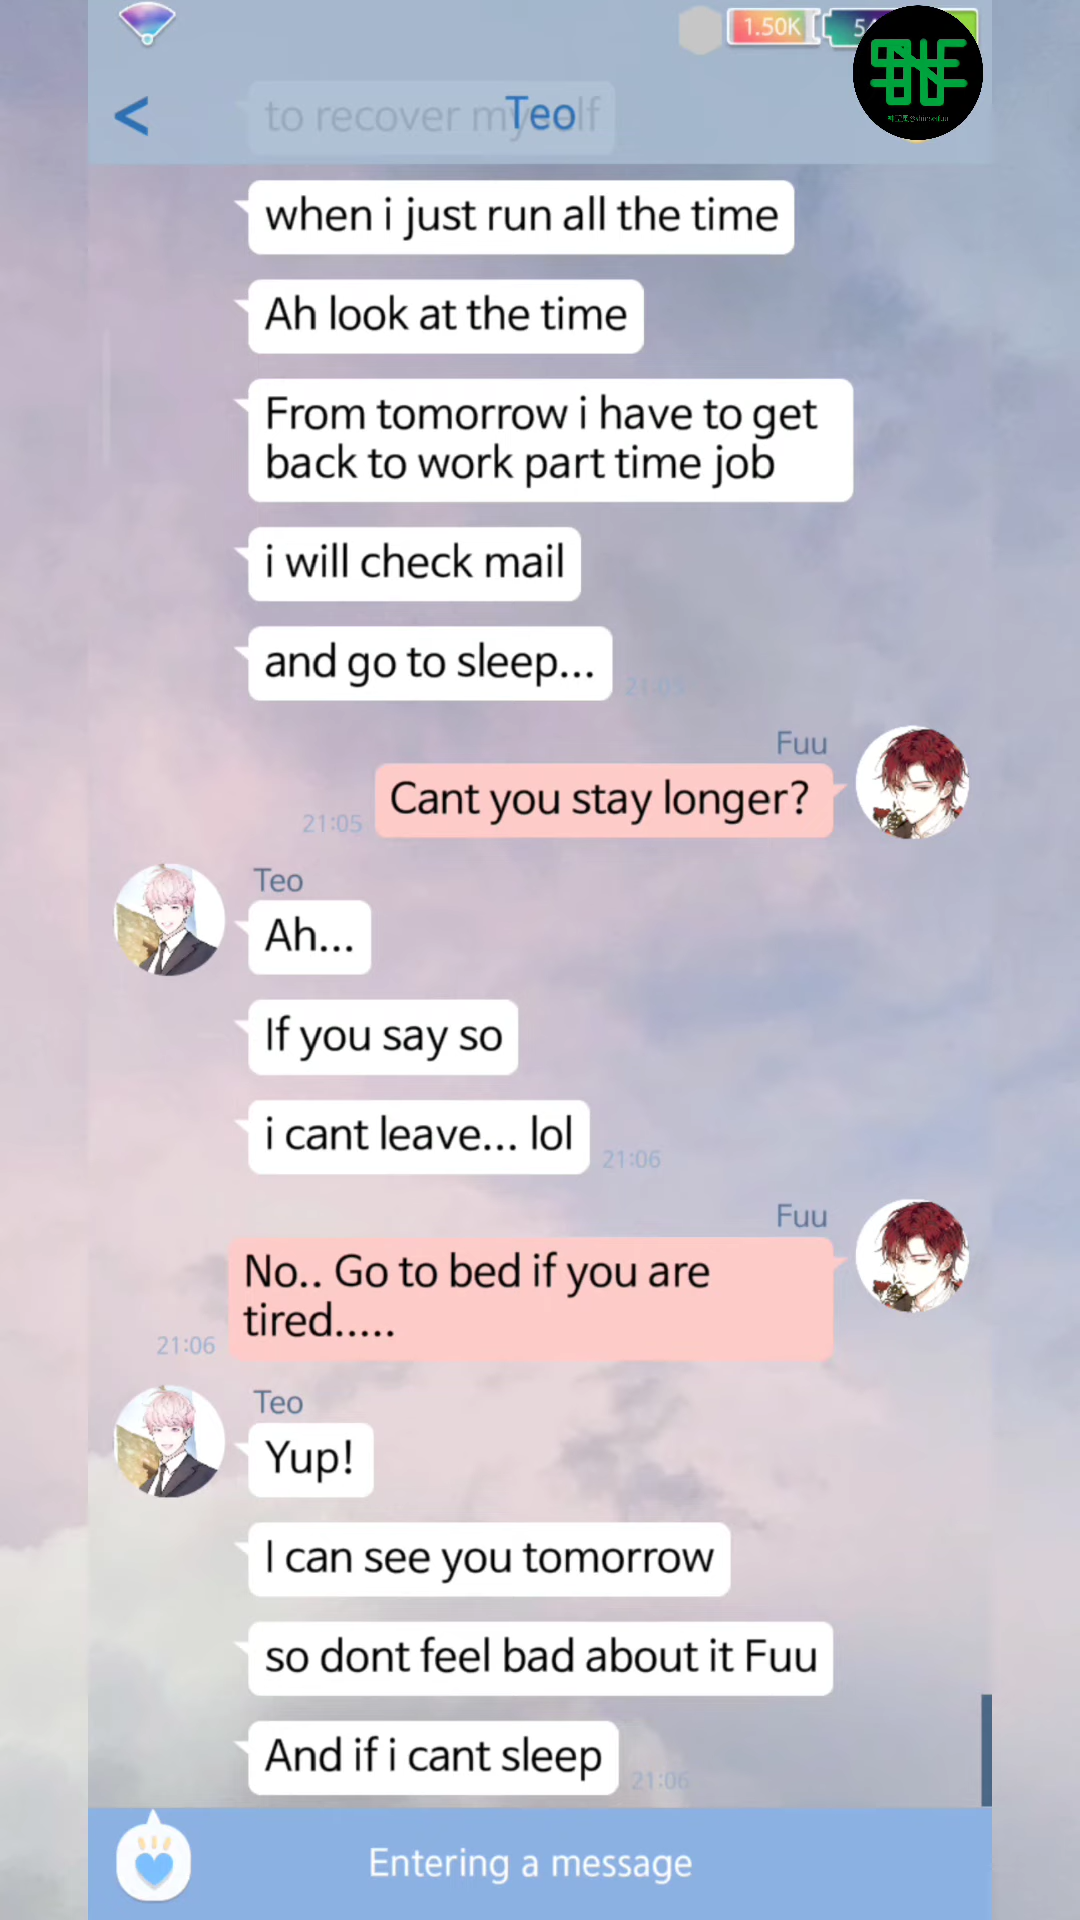 1.50K
to recover my
Teo
when i just run all the time
Ah look at the time
From tomorrow i have to get
back to work part time job
i will check mail
and go to sleep...
21:05
Fuu
Cant you stay longer?
21:05
Teo
Ah...
If you say so
i cant leave... lol
21:06
Fuu
No.. Go to bed if you are
tired.....
21:06
Teo
Yup!
I can see you tomorrow
so dont feel bad about it Fuu
And if i cant sleep
21:06
Entering a message